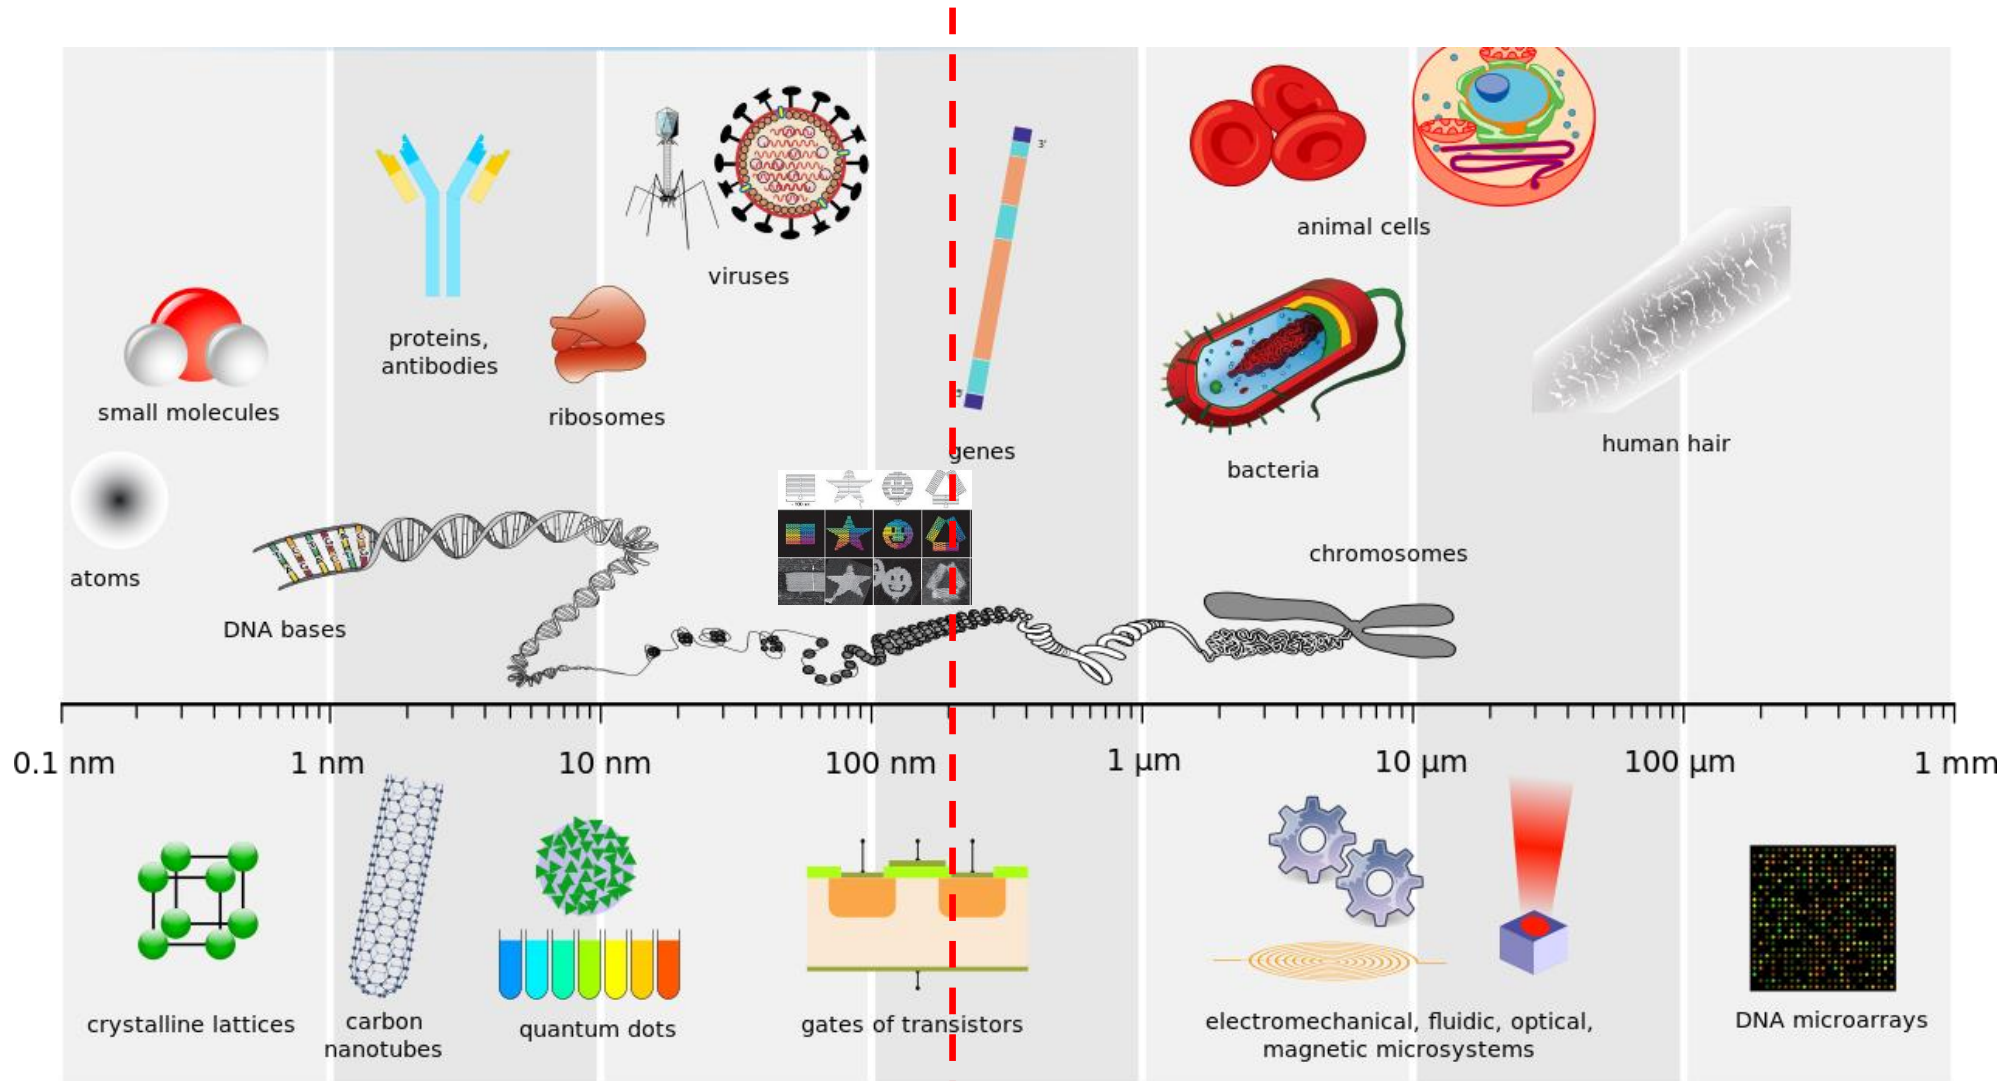 3'
viruses
animal cells
proteins,
antibodies
small molecules
ribosomes
genes
human hair
bacteria
chromosomes
atoms
DNA bases
0.1 nm
1 nm
10 nm
100 nm
1 µm
10 µm
100 µm
1 mm
crystalline lattices
carbon
nanotubes
quantum dots
gates of transistors
electromechanical, fluidic, optical,
magnetic microsystems
DNA microarrays